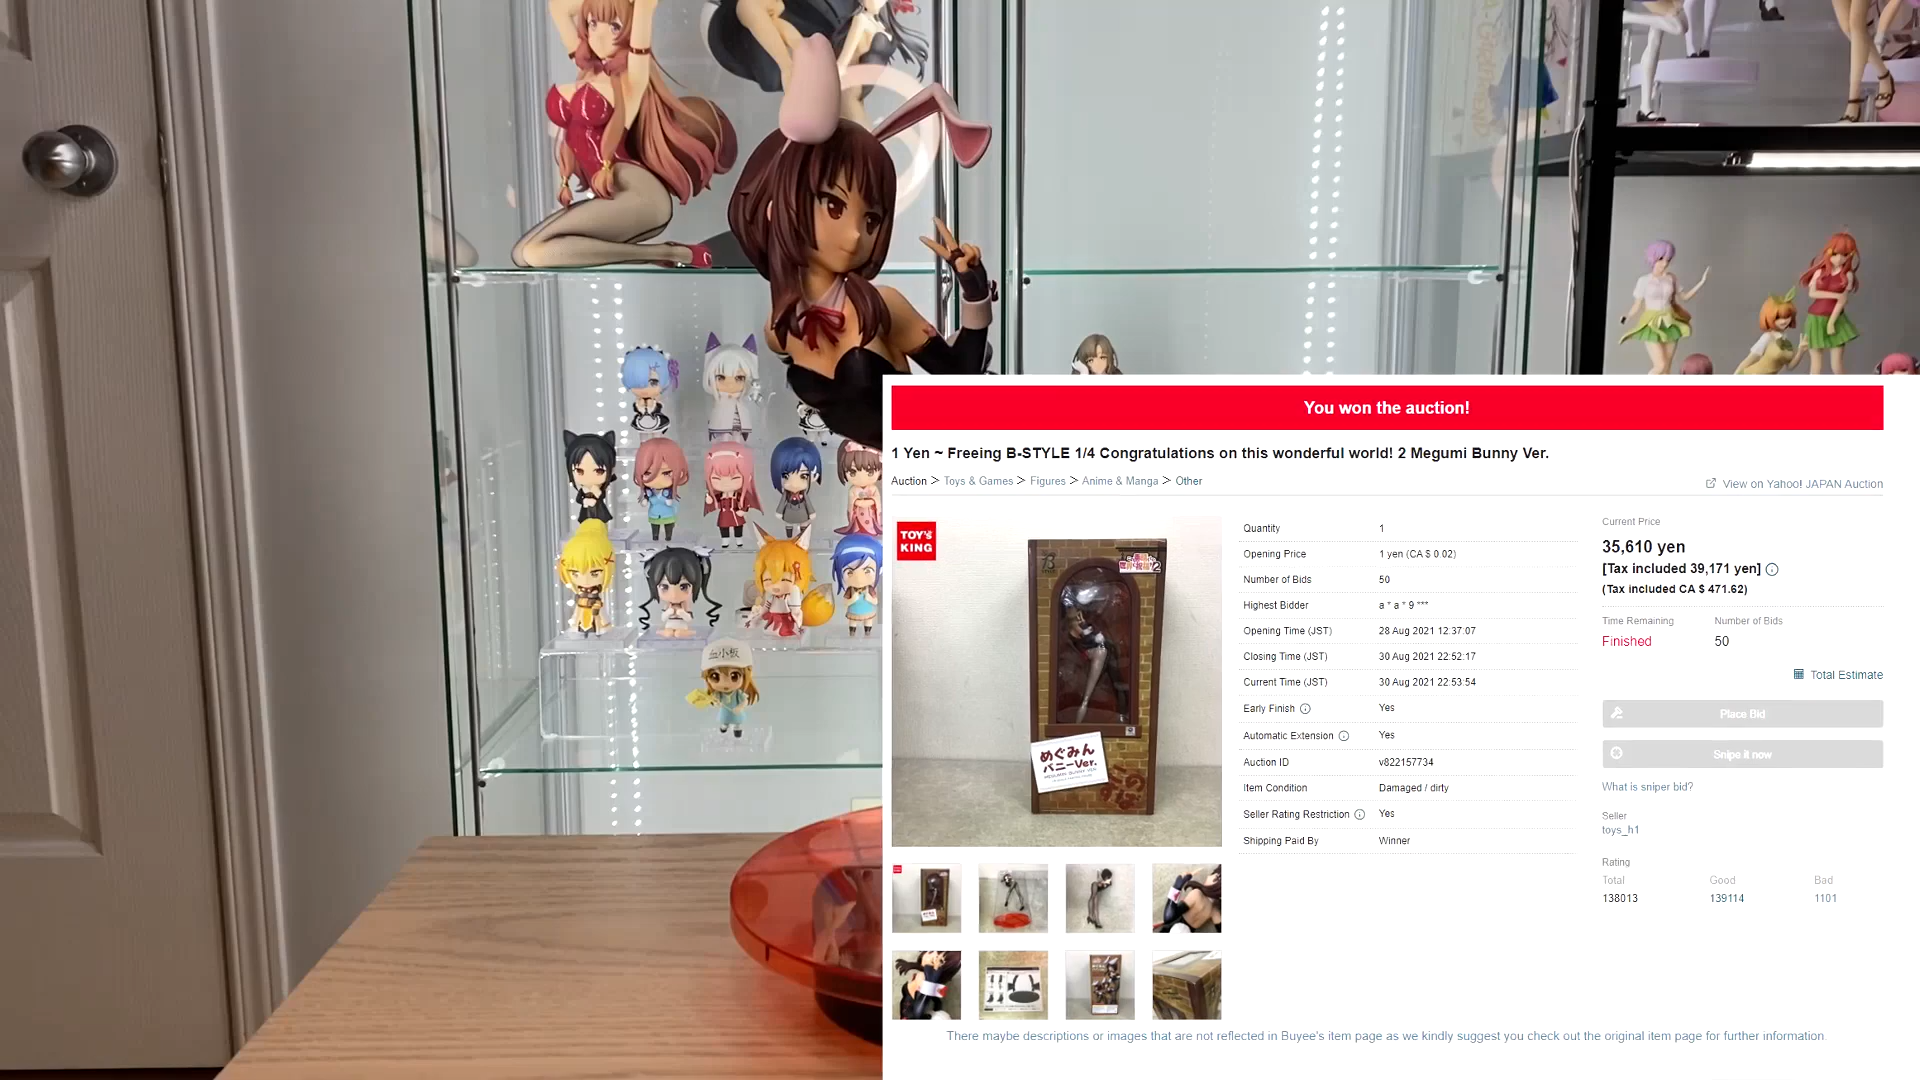 血小板
You won the auction!
1 Yen ~ Freeing B-STYLE 1/4 Congratulations on this wonderful world! 2 Megumi Bunny Ver.
Auction > Toys & Games > Figures > Anime & Manga > Other
View on Yahoo! JAPAN Auction
TOY's
KING
めぐみん
バニーVer.
MEGUMIN BUNNY VER.
Quantity 1
Opening Price 1 yen (CA $ 0.02)
Number of Bids 50
Highest Bidder a * a * 9 ***
Opening Time (JST) 28 Aug 2021 12:37:07
Closing Time (JST) 30 Aug 2021 22:52:17
Current Time (JST) 30 Aug 2021 22:53:54
Early Finish Yes
Automatic Extension Yes
Auction ID v822157734
Item Condition Damaged / dirty
Seller Rating Restriction Yes
Shipping Paid By Winner
Current Price
35,610 yen
[Tax included 39,171 yen]
(Tax included CA $ 471.62)
Time Remaining Number of Bids
Finished 50
Total Estimate
Place Bid
Snipe it now
What is sniper bid?
Seller
toys_h1
Rating
Total Good Bad
138013 139114 1101
There maybe descriptions or images that are not reflected in Buyee's item page as we kindly suggest you check out the original item page for further information.